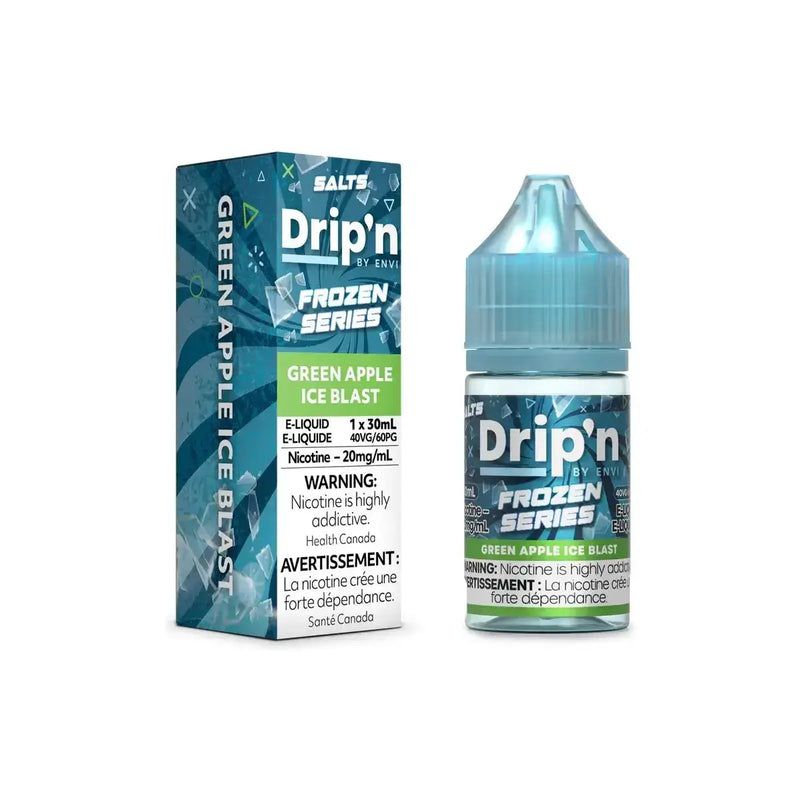 GREEN APPLE ICE BLAST
SALTS
Drip'n
BY ENVI
FROZEN
SERIES
GREEN APPLE
ICE BLAST
E-LIQUID 1 x 30mL
E-LIQUIDE 40VG/60PG
Nicotine – 20mg/mL
WARNING:
Nicotine is highly
addictive.
Health Canada
AVERTISSEMENT :
La nicotine crée une
forte dépendance.
Santé Canada
SALTS
Drip'n
BY ENVI
FROZEN
SERIES
GREEN APPLE ICE BLAST
WARNING: Nicotine is highly
La nicotine crée
forte dépendance.